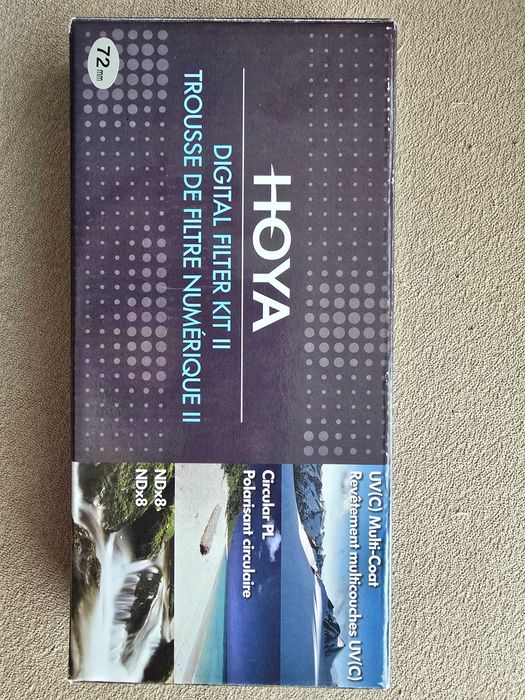 HOYA
DIGITAL FILTER KIT II
TROUSSE DE FILTRE NUMÉRIQUE II
72mm
UV(C) Multi-Coat
Revêtement multicouches UV(C)
Circular PL
Polarisant circulaire
NDx8
NDx8